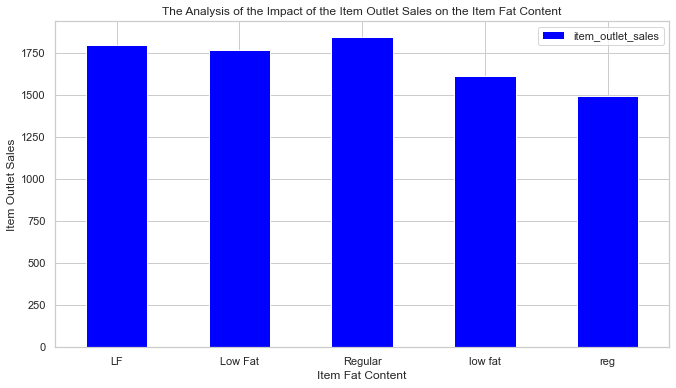 The Analysis of the Impact of the Item Outlet Sales on the Item Fat Content
item_outlet_sales
Item Outlet Sales
1750
1500
1250
1000
750
500
250
0
LF
Low Fat
Regular
low fat
reg
Item Fat Content